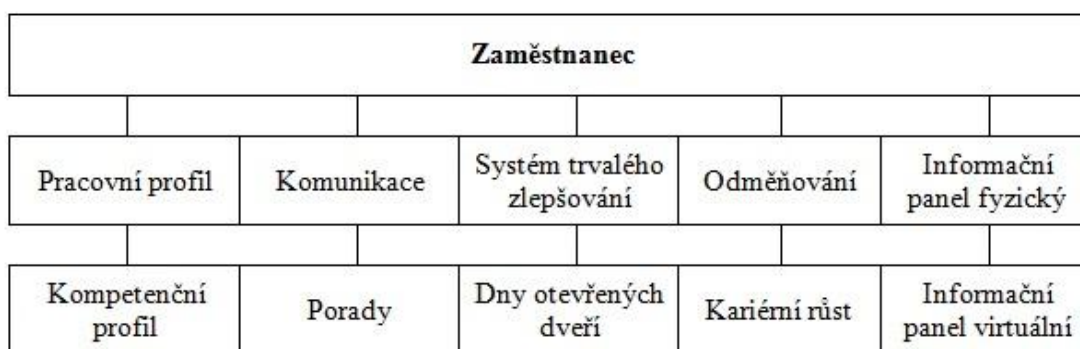 Zaměstnanec
Pracovní profil
Komunikace
Systém trvalého
zlepšování
Odměňování
Informační
panel fyzický
Kompetenční
profil
Porady
Dny otevřených
dveří
Kariérní růst
Informační
panel virtuální